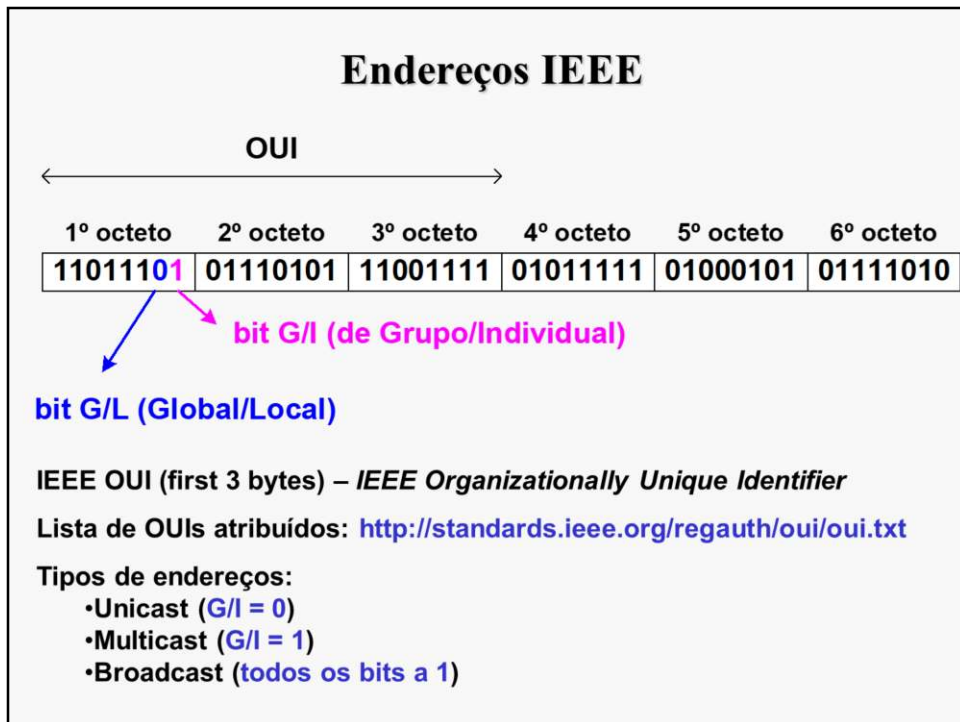 Endereços IEEE
OUI
1º octeto 2º octeto 3º octeto 4º octeto 5º octeto 6º octeto
11011101 01110101 11001111 01011111 01000101 01111010
bit G/I (de Grupo/Individual)
bit G/L (Global/Local)
IEEE OUI (first 3 bytes) – IEEE Organizationally Unique Identifier
Lista de OUIs atribuídos: http://standards.ieee.org/regauth/oui/oui.txt
Tipos de endereços:
•Unicast (G/I = 0)
•Multicast (G/I = 1)
•Broadcast (todos os bits a 1)